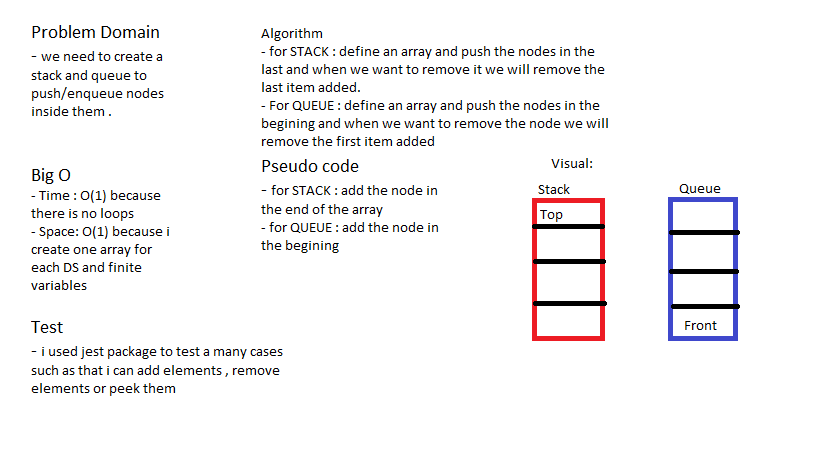 Problem Domain
- we need to create a
stack and queue to
push/enqueue nodes
inside them .
Big O
- Time : O(1) because
there is no loops
- Space: O(1) because i
create one array for
each DS and finite
variables
Test
- i used jest package to test a many cases
such as that i can add elements , remove
elements or peek them
Algorithm
- for STACK : define an array and push the nodes in the
last and when we want to remove it we will remove the
last item added.
- For QUEUE : define an array and push the nodes in the
begining and when we want to remove the node we will
remove the first item added
Pseudo code
- for STACK : add the node in
the end of the array
- for QUEUE : add the node in
the begining
Visual:
Stack
Top
Queue
Front